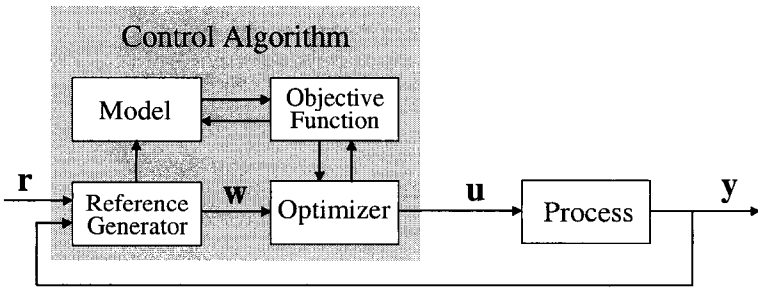 Control Algorithm
Model
Objective
Function
r
Reference
Generator
w
Optimizer
u
Process
y